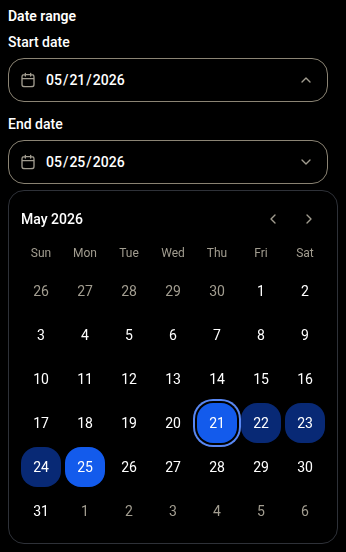 Date range
Start date
05/21/2026
End date
05/25/2026
May 2026
Sun Mon Tue Wed Thu Fri Sat
26 27 28 29 30 1 2
3 4 5 6 7 8 9
10 11 12 13 14 15 16
17 18 19 20 21 22 23
24 25 26 27 28 29 30
31 1 2 3 4 5 6